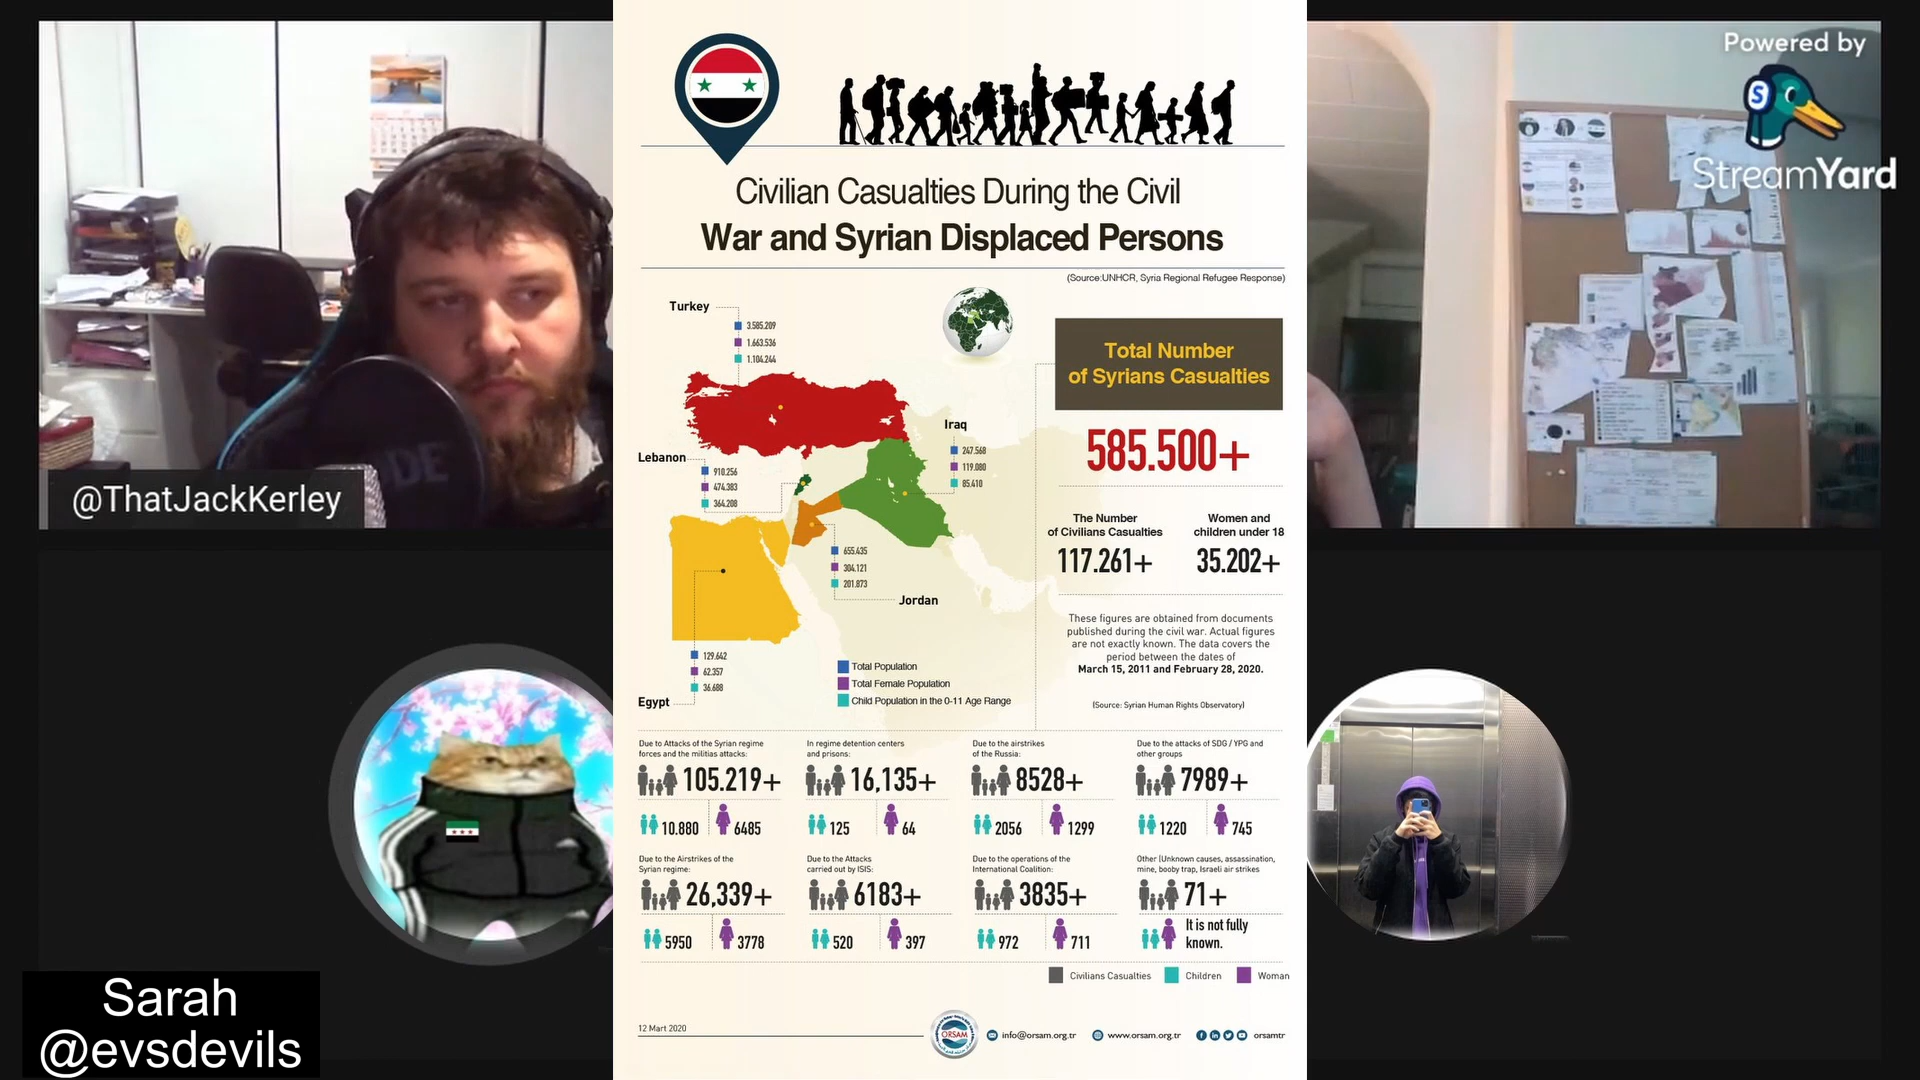 Powered by
StreamYard
@ThatJackKerley
Sarah
@evsdevils
Civilian Casualties During the Civil
War and Syrian Displaced Persons
(Source:UNHCR, Syria Regional Refugee Response)
Turkey
3.585.209
1.663.536
1.104.244
Lebanon
910.256
474.383
364.208
Iraq
247.568
119.080
85.410
655.435
304.121
201.873
Jordan
129.642
62.357
36.688
Egypt
Total Population
Total Female Population
Child Population in the 0-11 Age Range
Total Number
of Syrians Casualties
585.500+
The Number
of Civilians Casualties
117.261+
Women and
children under 18
35.202+
These figures are obtained from documents
published during the civil war. Actual figures
are not exactly known. The data covers the
period between the dates of
March 15, 2011 and February 28, 2020.
(Source: Syrian Human Rights Observatory)
Due to Attacks of the Syrian regime
forces and the militias attacks:
105.219+
10.880
6485
In regime detention centers
and prisons:
16,135+
125
64
Due to the airstrikes
of the Russia:
8528+
2056
1299
Due to the attacks of SDG / YPG and
other groups
7989+
1220
745
Due to the Airstrikes of the
Syrian regime:
26,339+
5950
3778
Due to the Attacks
carried out by ISIS:
6183+
520
397
Due to the operations of the
International Coalition:
3835+
972
711
Other (Unknown causes, assassination,
mine, booby trap, Israeli air strikes
71+
It is not fully
known.
Civilians Casualties
Children
Woman
12 Mart 2020
ORSAM
info@orsam.org.tr
www.orsam.org.tr
orsamtr